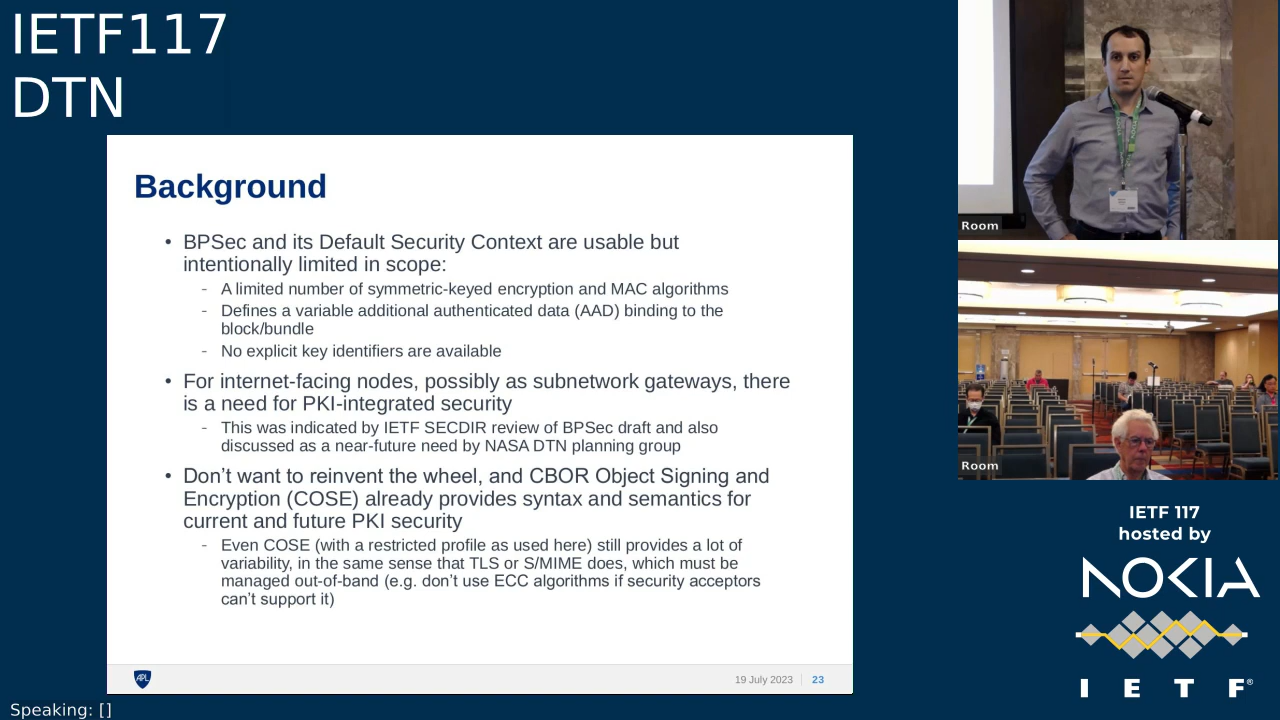 IETF117
DTN
Background
• BPSec and its Default Security Context are usable but
intentionally limited in scope:
- A limited number of symmetric-keyed encryption and MAC algorithms
- Defines a variable additional authenticated data (AAD) binding to the
block/bundle
- No explicit key identifiers are available
• For internet-facing nodes, possibly as subnetwork gateways, there
is a need for PKI-integrated security
- This was indicated by IETF SECDIR review of BPSec draft and also
discussed as a near-future need by NASA DTN planning group
• Don’t want to reinvent the wheel, and CBOR Object Signing and
Encryption (COSE) already provides syntax and semantics for
current and future PKI security
- Even COSE (with a restricted profile as used here) still provides a lot of
variability, in the same sense that TLS or S/MIME does, which must be
managed out-of-band (e.g. don’t use ECC algorithms if security acceptors
can’t support it)
APL
19 July 2023 23
Speaking: []
Room
Room
IETF 117
hosted by
NOKIA
I E T F®